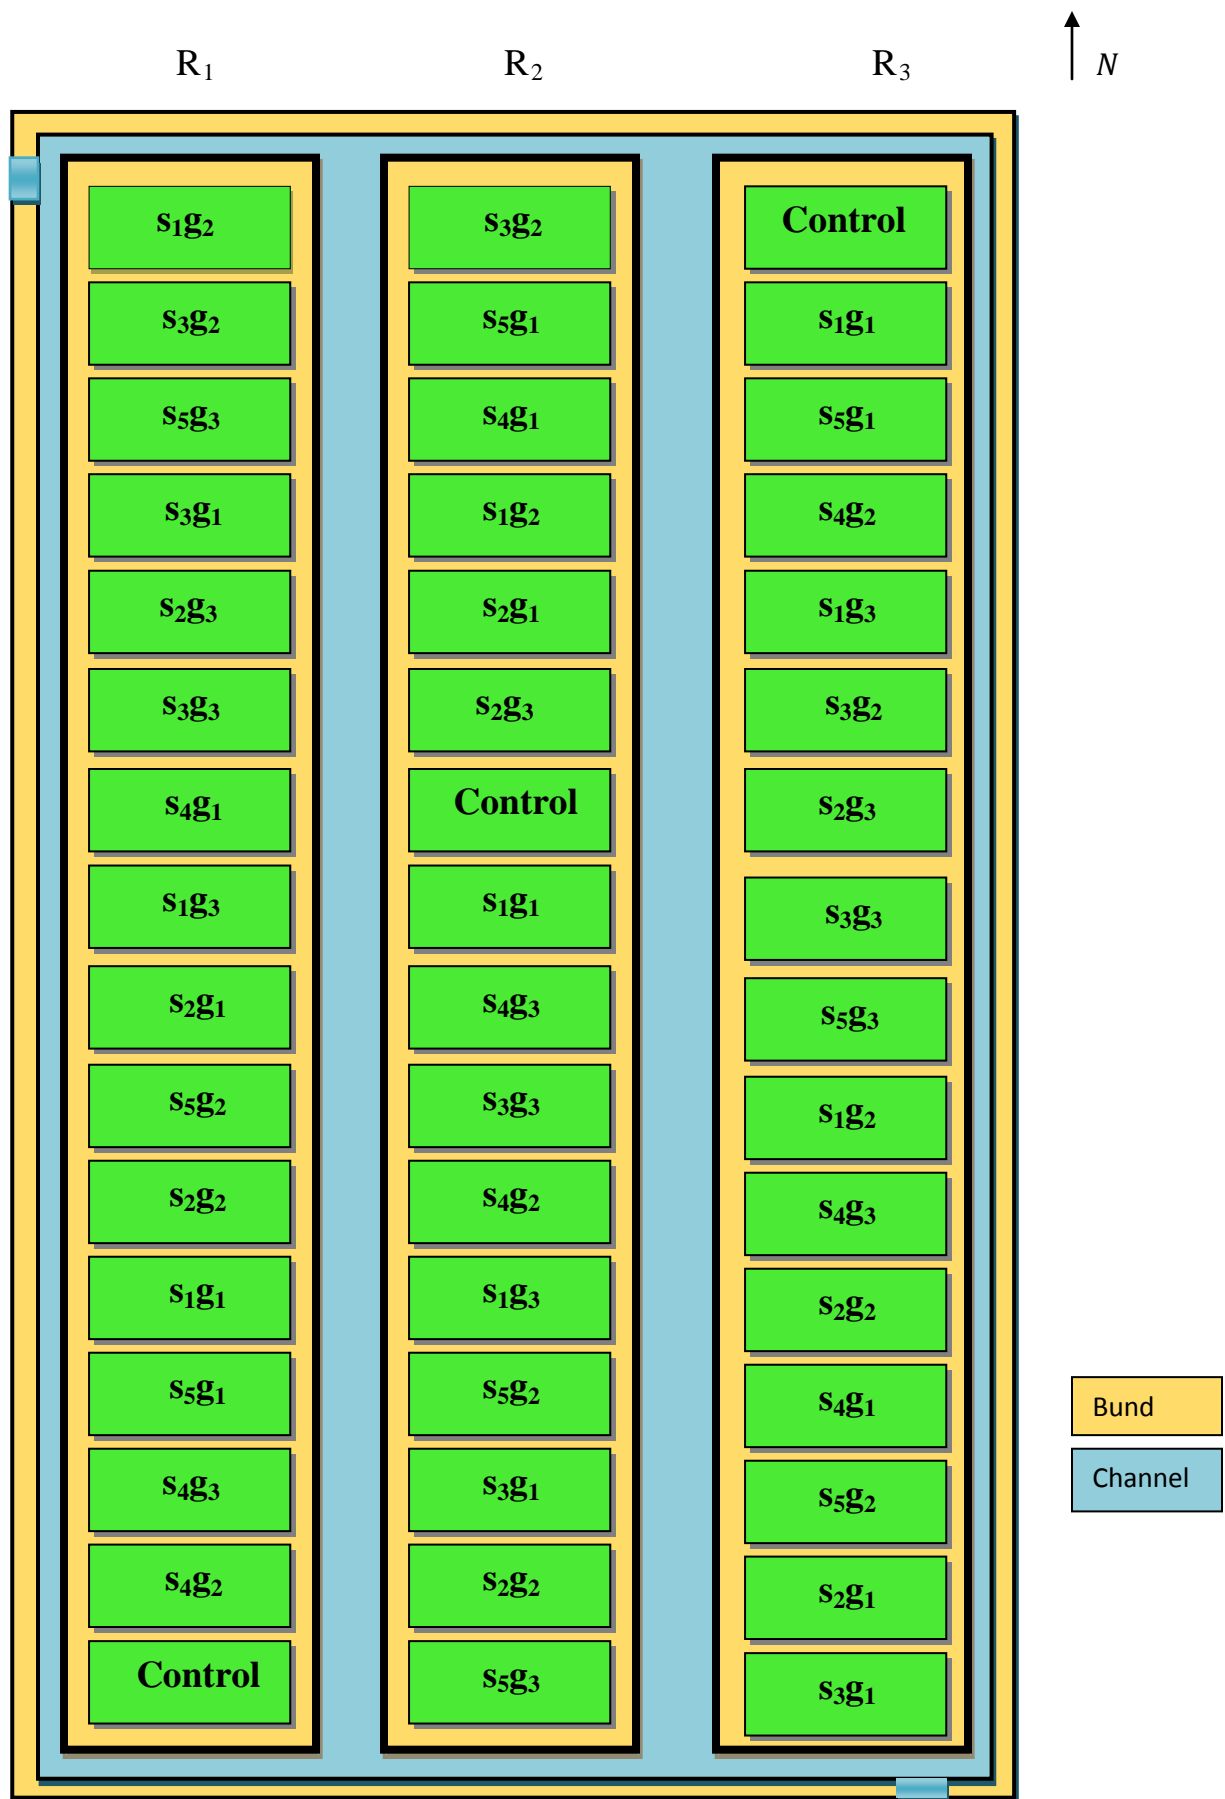 R₁ R₂ R₃ N
s₁g₂ s₃g₂ Control
s₃g₂ s₅g₁ s₁g₁
s₅g₃ s₄g₁ s₅g₁
s₃g₁ s₁g₂ s₄g₂
s₂g₃ s₂g₁ s₁g₃
s₃g₃ s₂g₃ s₃g₂
s₄g₁ Control s₂g₃
s₁g₃ s₁g₁ s₃g₃
s₂g₁ s₄g₃ s₅g₃
s₅g₂ s₃g₃ s₁g₂
s₂g₂ s₄g₂ s₄g₃
s₁g₁ s₁g₃ s₂g₂
s₅g₁ s₅g₂ s₄g₁
s₄g₃ s₃g₁ s₅g₂
s₄g₂ s₂g₂ s₂g₁
Control s₅g₃ s₃g₁
Bund
Channel